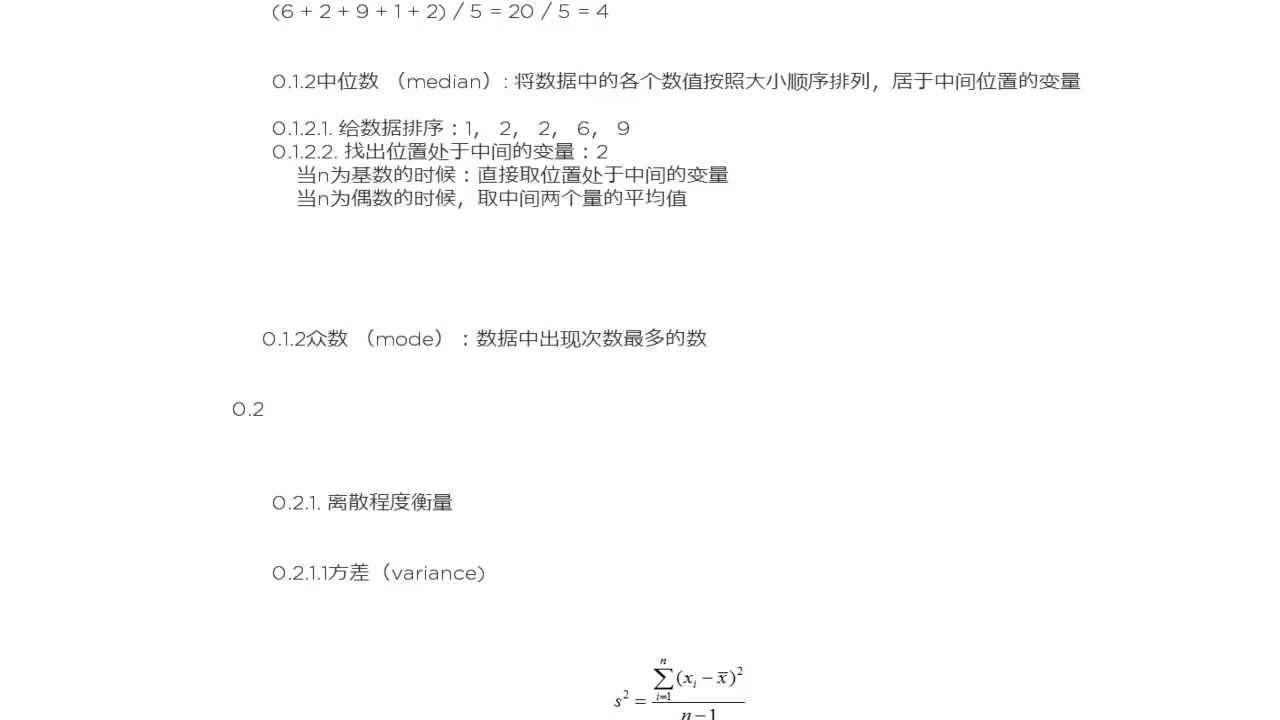 (6 + 2 + 9 + 1 + 2) / 5 = 20 / 5 = 4
0.1.2中位数 （median）: 将数据中的各个数值按照大小顺序排列，居于中间位置的变量
0.1.2.1. 给数据排序：1， 2， 2， 6， 9
0.1.2.2. 找出位置处于中间的变量：2
当n为基数的时候：直接取位置处于中间的变量
当n为偶数的时候，取中间两个量的平均值
0.1.2众数 （mode）：数据中出现次数最多的数
0.2
0.2.1. 离散程度衡量
0.2.1.1方差（variance)
s² = ∑_{i=1}^{n} (x_i − x̄)² / n − 1